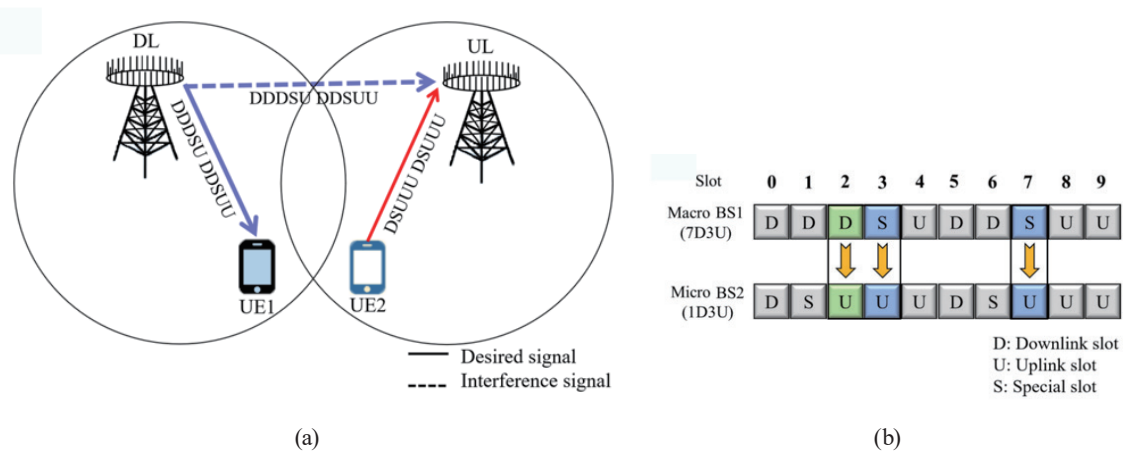 DL
UL
DDDSU DDSUU
DDDSU DDSUU
DSUUU DSUUU
UE1
UE2
Desired signal
Interference signal
(a)
Slot 0 1 2 3 4 5 6 7 8 9
Macro BS1
(7D3U)
D D D S U D D S U U
Micro BS2
(1D3U)
D S U U U D S U U U
D: Downlink slot
U: Uplink slot
S: Special slot
(b)